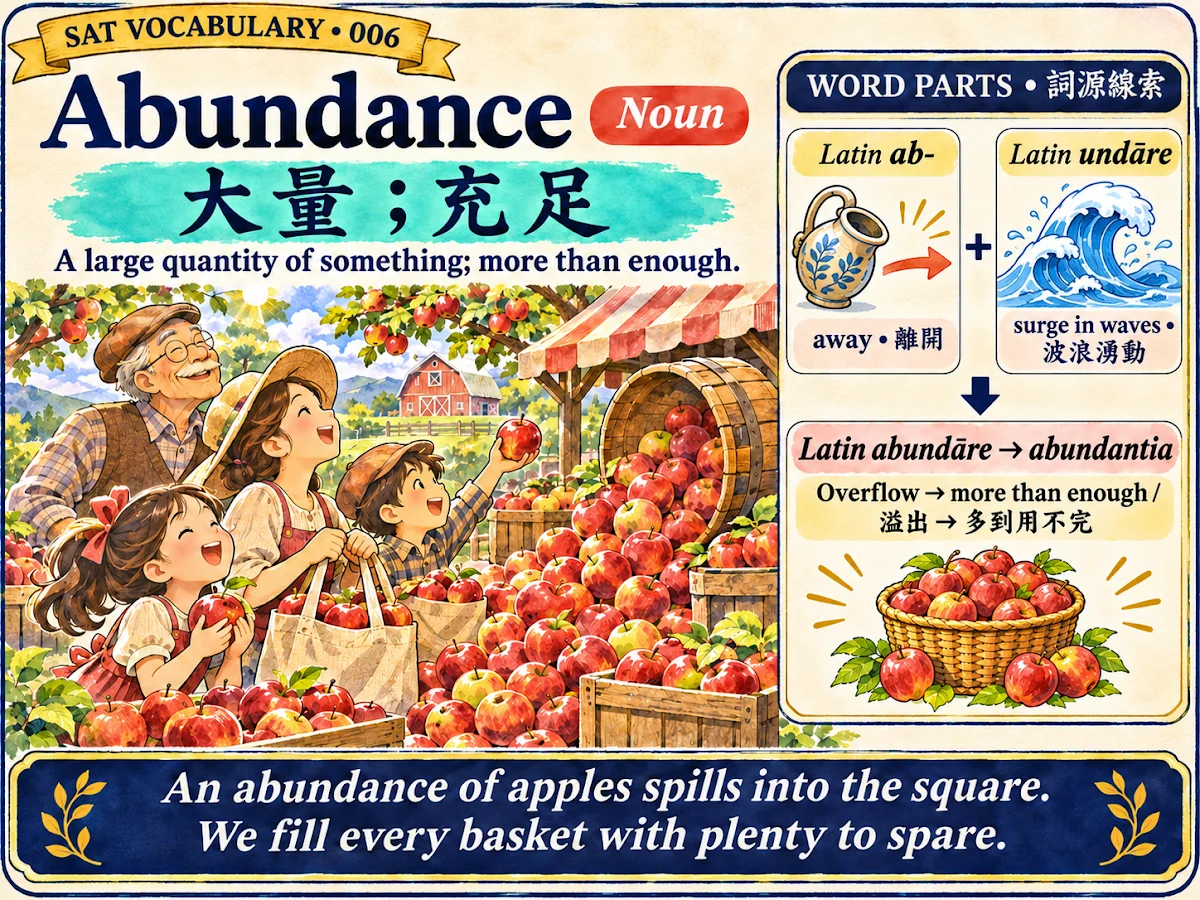 SAT VOCABULARY • 006
Abundance
Noun
大量；充足
A large quantity of something; more than enough.
WORD PARTS • 詞源線索
Latin ab-
away • 離開
+
Latin undāre
surge in waves •
波浪湧動
Latin abundāre → abundantia
Overflow → more than enough /
溢出 → 多到用不完
An abundance of apples spills into the square.
We fill every basket with plenty to spare.